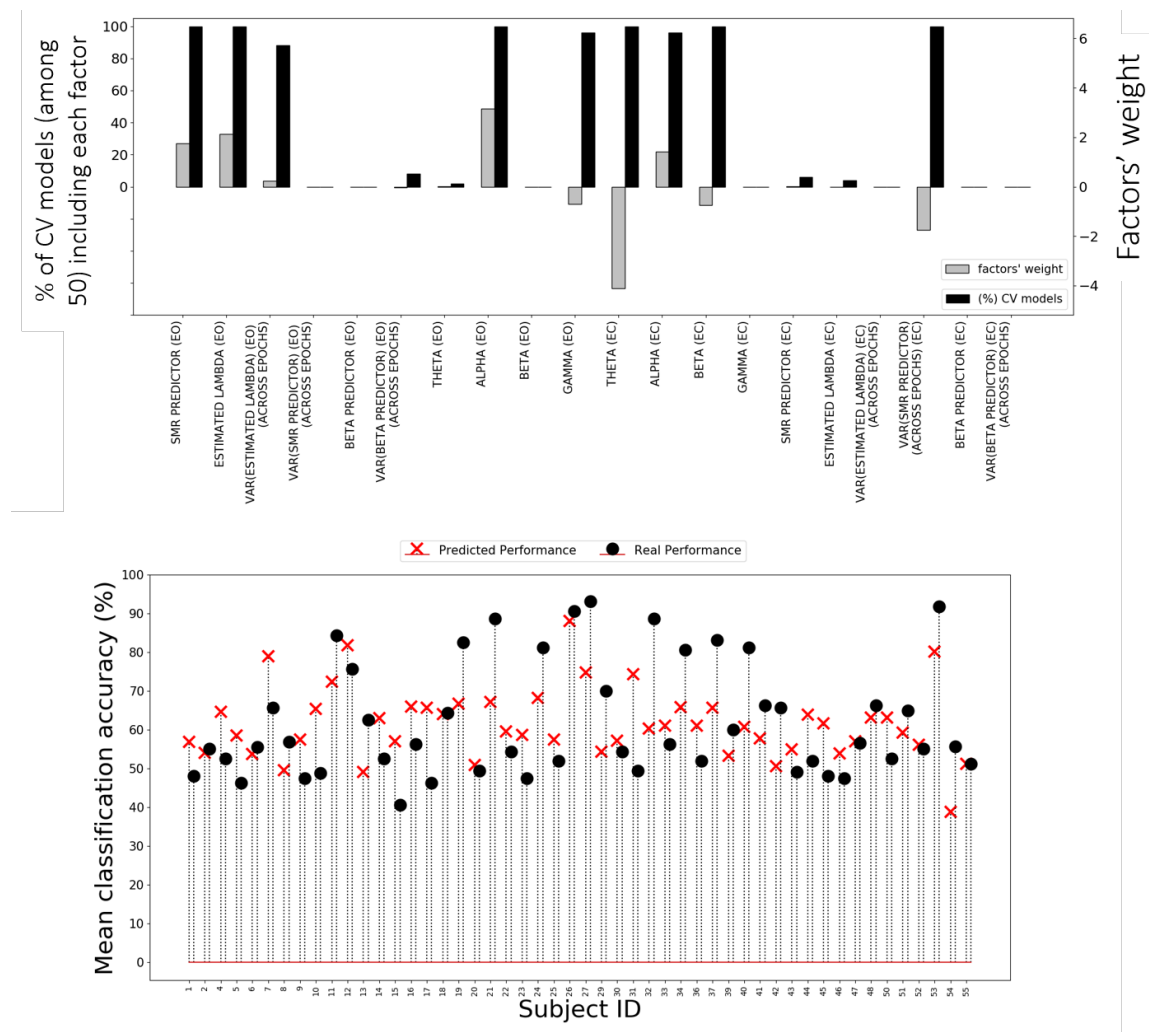 % of CV models (among
50) including each factor
100
80
60
40
20
0
6
4
2
0
−2
−4
Factors' weight
factors' weight
(%) CV models
SMR PREDICTOR (EO)
ESTIMATED LAMBDA (EO)
VAR(ESTIMATED LAMBDA) (EO)
(ACROSS EPOCHS)
VAR(SMR PREDICTOR) (EO)
(ACROSS EPOCHS)
BETA PREDICTOR (EO)
VAR(BETA PREDICTOR) (EO)
(ACROSS EPOCHS)
THETA (EO)
ALPHA (EO)
BETA (EO)
GAMMA (EO)
THETA (EC)
ALPHA (EC)
BETA (EC)
GAMMA (EC)
SMR PREDICTOR (EC)
ESTIMATED LAMBDA (EC)
VAR(ESTIMATED LAMBDA) (EC)
(ACROSS EPOCHS)
VAR(SMR PREDICTOR)
(ACROSS EPOCHS) (EC)
BETA PREDICTOR (EC)
VAR(BETA PREDICTOR) (EC)
(ACROSS EPOCHS)
Predicted Performance
Real Performance
Mean classification accuracy (%)
100
90
80
70
60
50
40
30
20
10
0
1
2
4
5
6
7
8
9
10
11
12
13
14
15
16
17
18
19
20
21
22
23
24
25
26
27
29
30
31
32
33
34
36
37
39
40
41
42
43
44
45
46
47
48
50
51
52
53
54
55
Subject ID